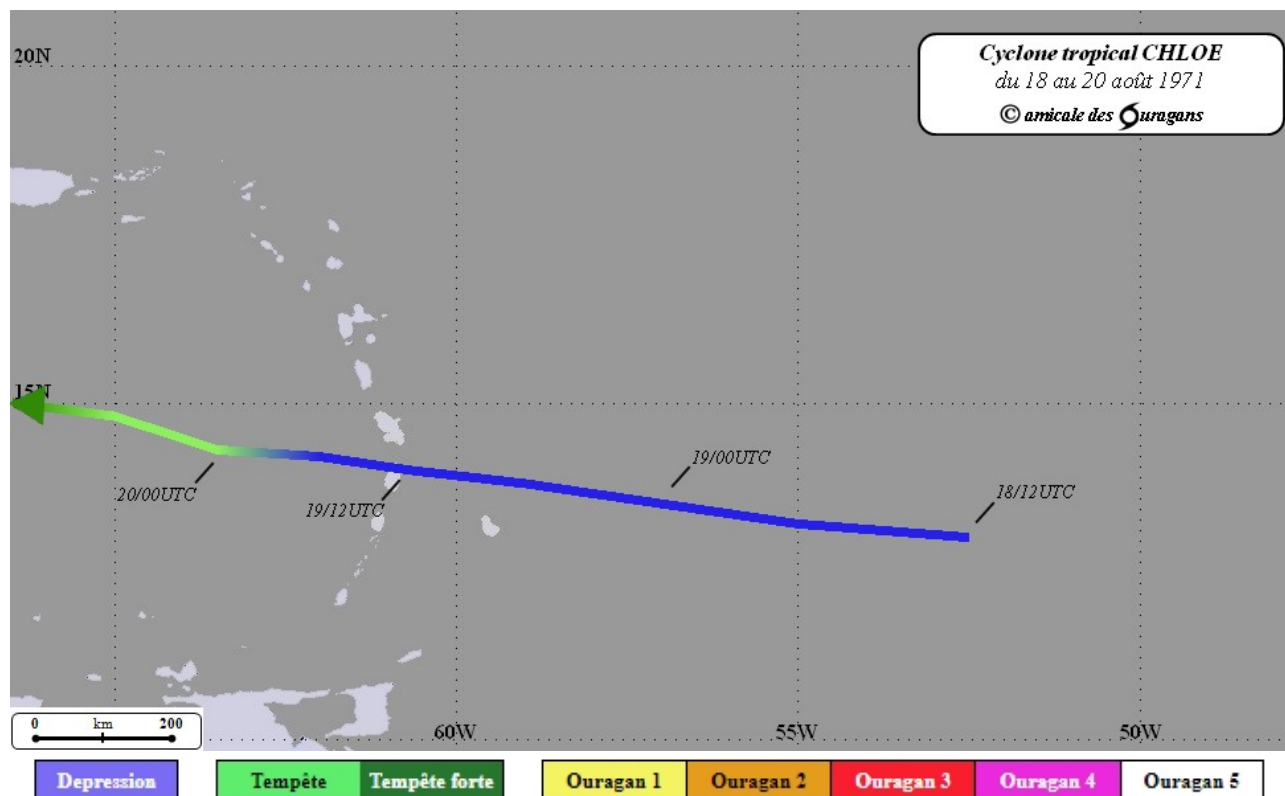 20N
Cyclone tropical CHLOE
du 18 au 20 août 1971
© amicale des Ouragans
15N
20/00UTC
19/12UTC
19/00UTC
18/12UTC
0 km 200
60W
55W
50W
Depression
Tempête
Tempête forte
Ouragan 1
Ouragan 2
Ouragan 3
Ouragan 4
Ouragan 5